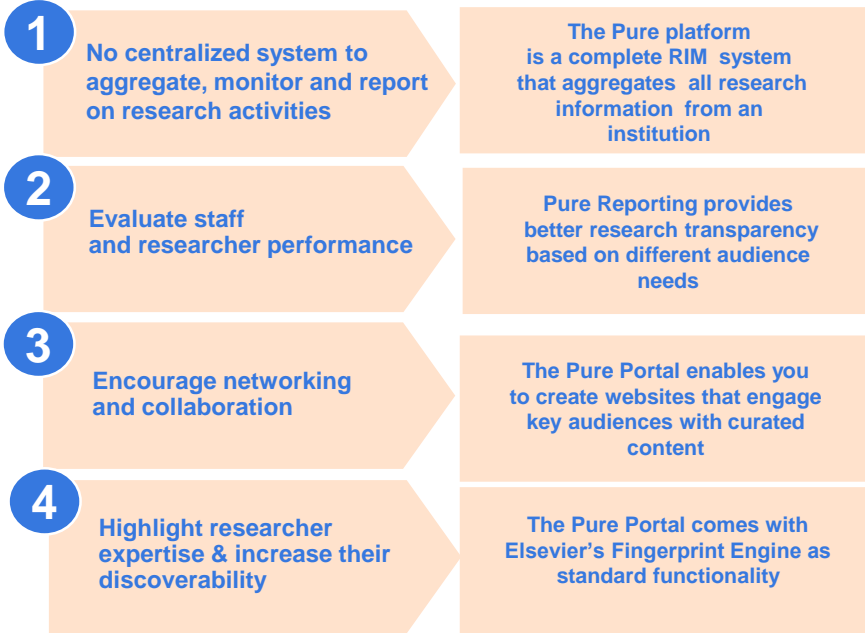 1
No centralized system to
aggregate, monitor and report
on research activities
The Pure platform
is a complete RIM system
that aggregates all research
information from an
institution
2
Evaluate staff
and researcher performance
Pure Reporting provides
better research transparency
based on different audience
needs
3
Encourage networking
and collaboration
The Pure Portal enables you
to create websites that engage
key audiences with curated
content
4
Highlight researcher
expertise & increase their
discoverability
The Pure Portal comes with
Elsevier’s Fingerprint Engine as
standard functionality